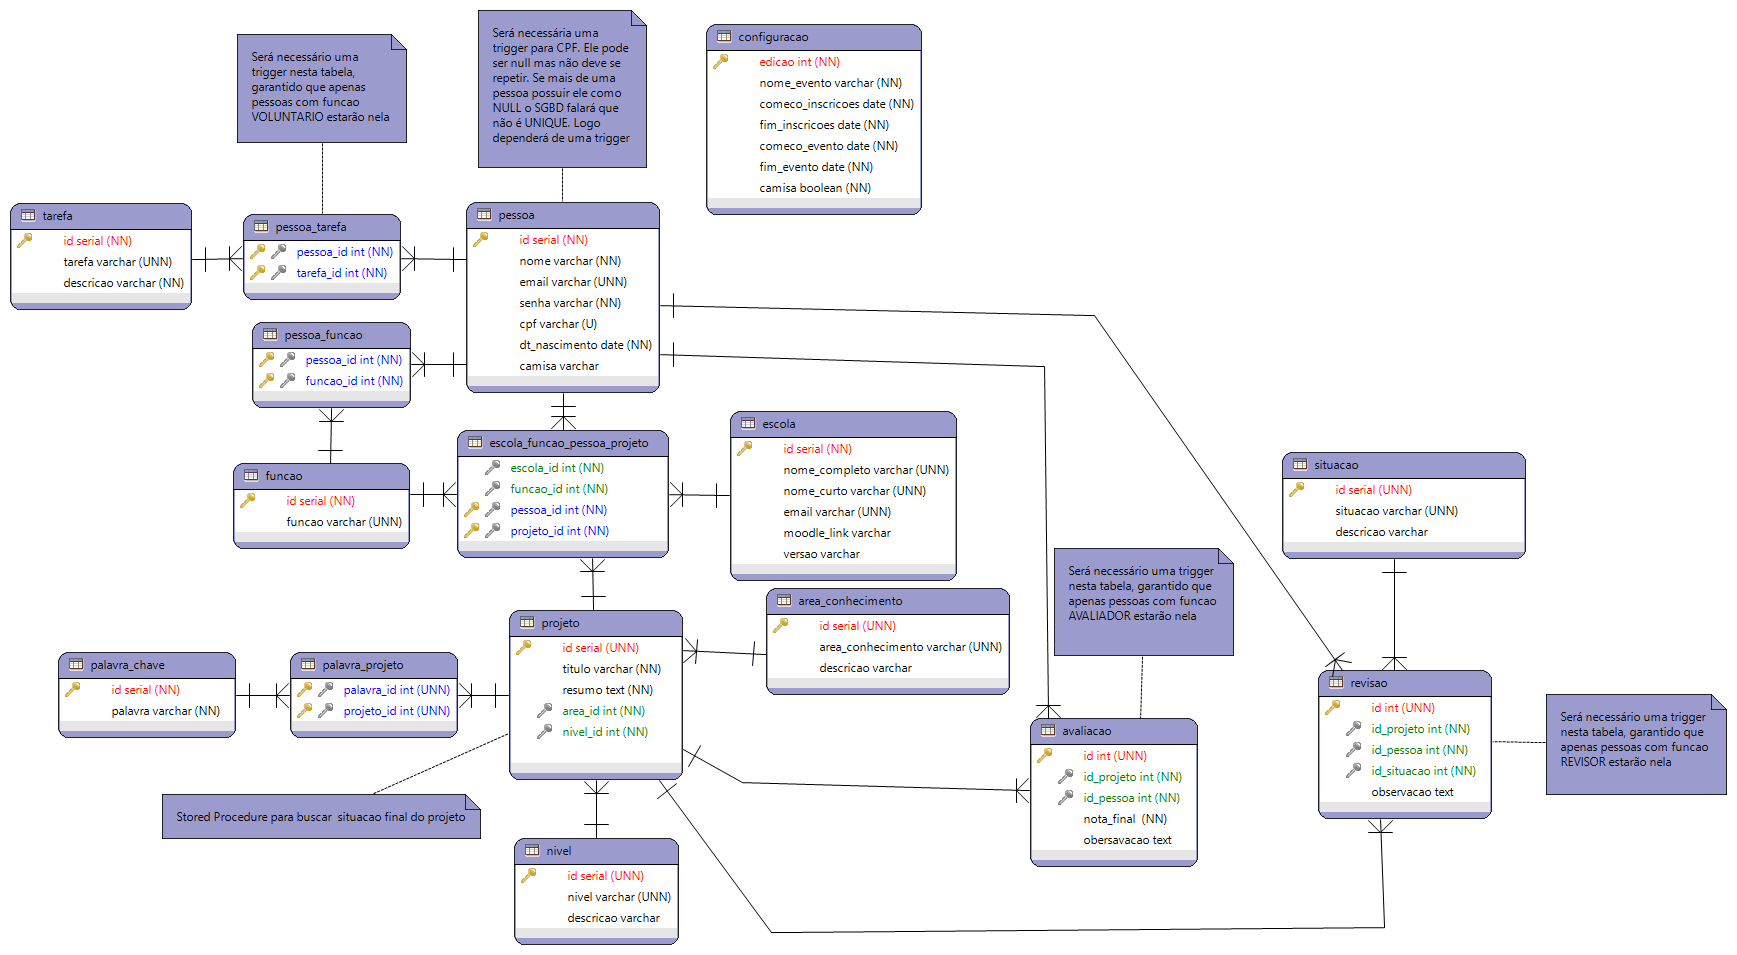 Será necessário uma
trigger nesta tabela,
garantido que apenas
pessoas com funcao
VOLUNTARIO estarão nela
Será necessária uma
trigger para CPF. Ele pode
ser null mas não deve se
repetir. Se mais de uma
pessoa possuir ele como
NULL o SGBD falará que
não é UNIQUE. Logo
dependerá de uma trigger
configuracao
edicao int (NN)
nome_evento varchar (NN)
comeco_inscricoes date (NN)
fim_inscricoes date (NN)
comeco_evento date (NN)
fim_evento date (NN)
camisa boolean (NN)
tarefa
id serial (NN)
tarefa varchar (UNN)
descricao varchar (NN)
pessoa_tarefa
pessoa_id int (NN)
tarefa_id int (NN)
pessoa
id serial (NN)
nome varchar (NN)
email varchar (UNN)
senha varchar (NN)
cpf varchar (U)
dt_nascimento date (NN)
camisa varchar
pessoa_funcao
pessoa_id int (NN)
funcao_id int (NN)
funcao
id serial (NN)
funcao varchar (UNN)
escola_funcao_pessoa_projeto
escola_id int (NN)
funcao_id int (NN)
pessoa_id int (NN)
projeto_id int (NN)
escola
id serial (NN)
nome_completo varchar (UNN)
nome_curto varchar (UNN)
email varchar (UNN)
moodle_link varchar
versao varchar
situacao
id serial (UNN)
situacao varchar (UNN)
descricao varchar
Será necessário uma trigger
nesta tabela, garantido que
apenas pessoas com funcao
AVALIADOR estarão nela
area_conhecimento
id serial (UNN)
area_conhecimento varchar (UNN)
descricao varchar
projeto
id serial (UNN)
titulo varchar (NN)
resumo text (NN)
area_id int (NN)
nivel_id int (NN)
palavra_chave
id serial (NN)
palavra varchar (NN)
palavra_projeto
palavra_id int (UNN)
projeto_id int (UNN)
revisao
id int (UNN)
id_projeto int (NN)
id_pessoa int (NN)
id_situacao int (NN)
observacao text
Será necessário uma trigger
nesta tabela, garantido que
apenas pessoas com funcao
REVISOR estarão nela
avaliacao
id int (UNN)
id_projeto int (NN)
id_pessoa int (NN)
nota_final  (NN)
obersavacao text
Stored Procedure para buscar  situacao final do projeto
nivel
id serial (UNN)
nivel varchar (UNN)
descricao varchar